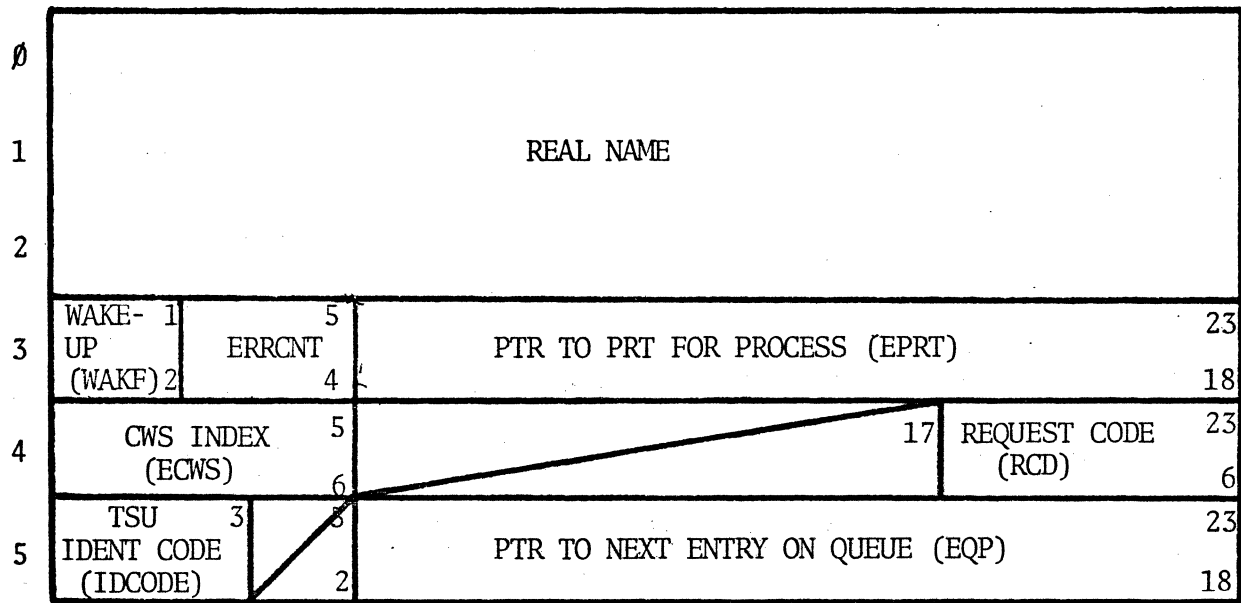 Ø
1 REAL NAME
2
WAKE- 1 5 23
3 UP ERRCNT PTR TO PRT FOR PROCESS (EPRT)
(WAKF) 2 4 18
4 CWS INDEX 5 17 REQUEST CODE 23
(ECWS) 6 (RCD) 6
TSU 3 5 23
5 IDENT CODE PTR TO NEXT ENTRY ON QUEUE (EQP)
(IDCODE) 2 18